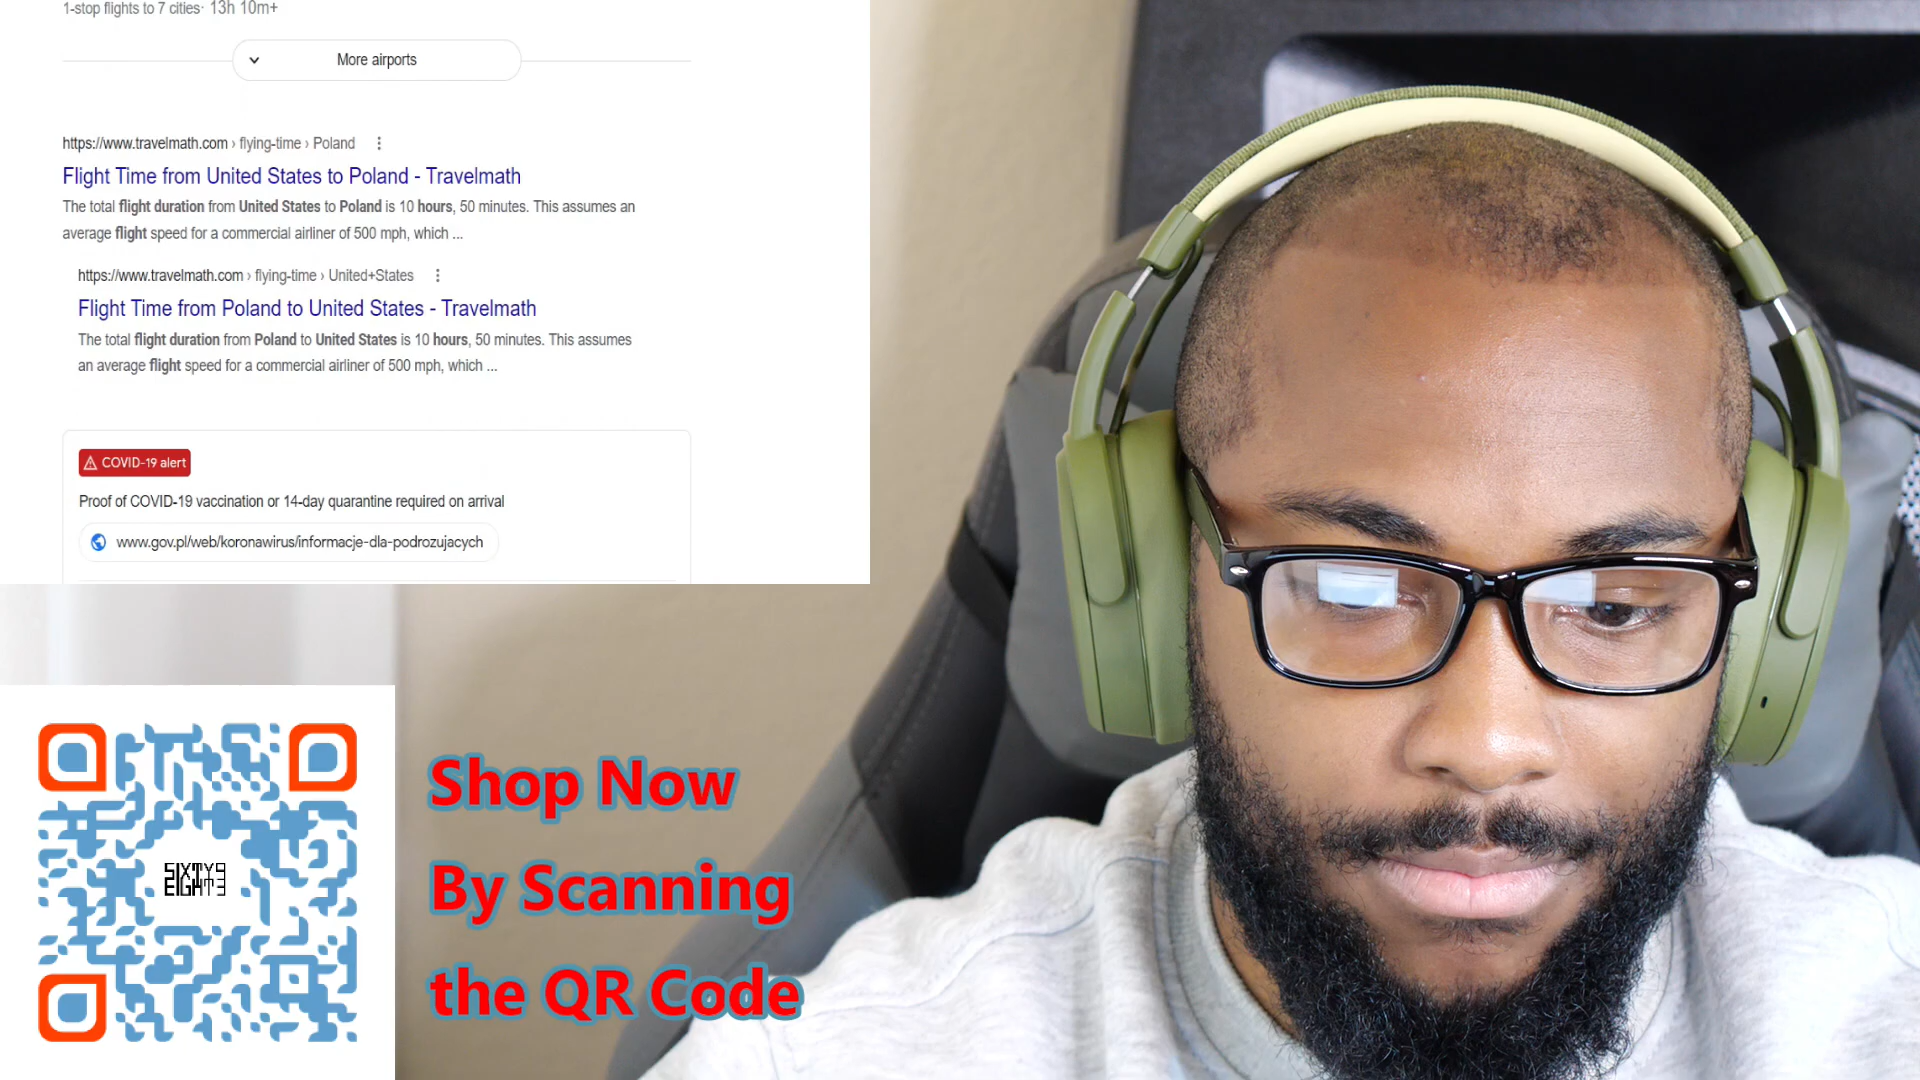 1-stop flights to 7 cities· 13h 10m+
More airports
https://www.travelmath.com › flying-time › Poland
Flight Time from United States to Poland - Travelmath
The total flight duration from United States to Poland is 10 hours, 50 minutes. This assumes an
average flight speed for a commercial airliner of 500 mph, which ...
https://www.travelmath.com › flying-time › United+States
Flight Time from Poland to United States - Travelmath
The total flight duration from Poland to United States is 10 hours, 50 minutes. This assumes
an average flight speed for a commercial airliner of 500 mph, which ...
COVID-19 alert
Proof of COVID-19 vaccination or 14-day quarantine required on arrival
www.gov.pl/web/koronawirus/informacje-dla-podrozujacych
SIXTY9
EIGHT3
Shop Now
By Scanning
the QR Code